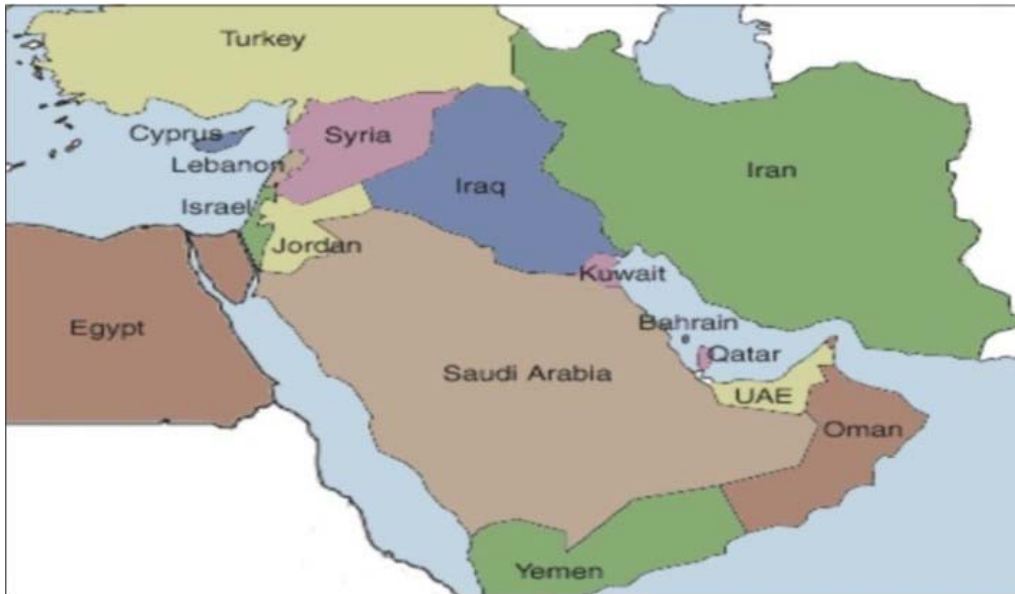 Turkey
Cyprus
Syria
Lebanon
Iraq
Iran
Israel
Jordan
Kuwait
Egypt
Bahrain
Qatar
Saudi Arabia
UAE
Oman
Yemen